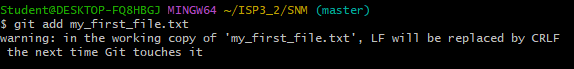 Student@DESKTOP-FQ8HBGJ MINGW64 ~/ISP3_2/SNM (master)
$ git add my_first_file.txt
warning: in the working copy of 'my_first_file.txt', LF will be replaced by CRLF
 the next time Git touches it